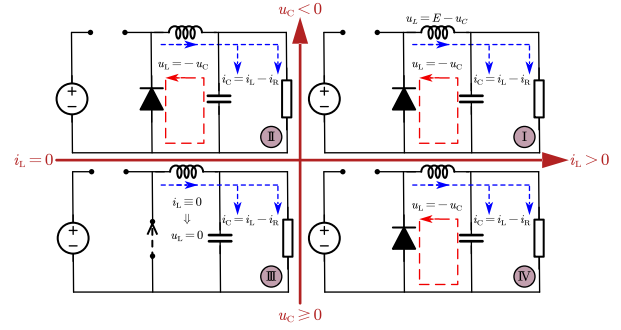 u_C < 0
u_L = E − u_C
u_L = −u_C
i_C = i_L − i_R
Ⅱ
u_L = −u_C
i_C = i_L − i_R
Ⅰ
i_L = 0
i_L > 0
i_L ≡ 0
⇓
u_L = 0
i_C = i_L − i_R
Ⅲ
u_L = −u_C
i_C = i_L − i_R
Ⅳ
u_C ≧ 0